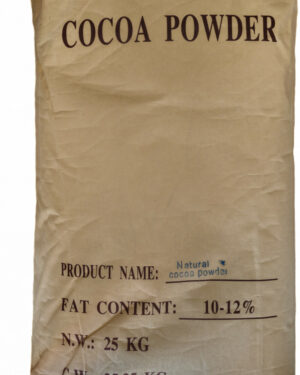 COCOA POWDER
PRODUCT NAME: Natural cocoa powder
FAT CONTENT: 10-12%
N.W.: 25 KG